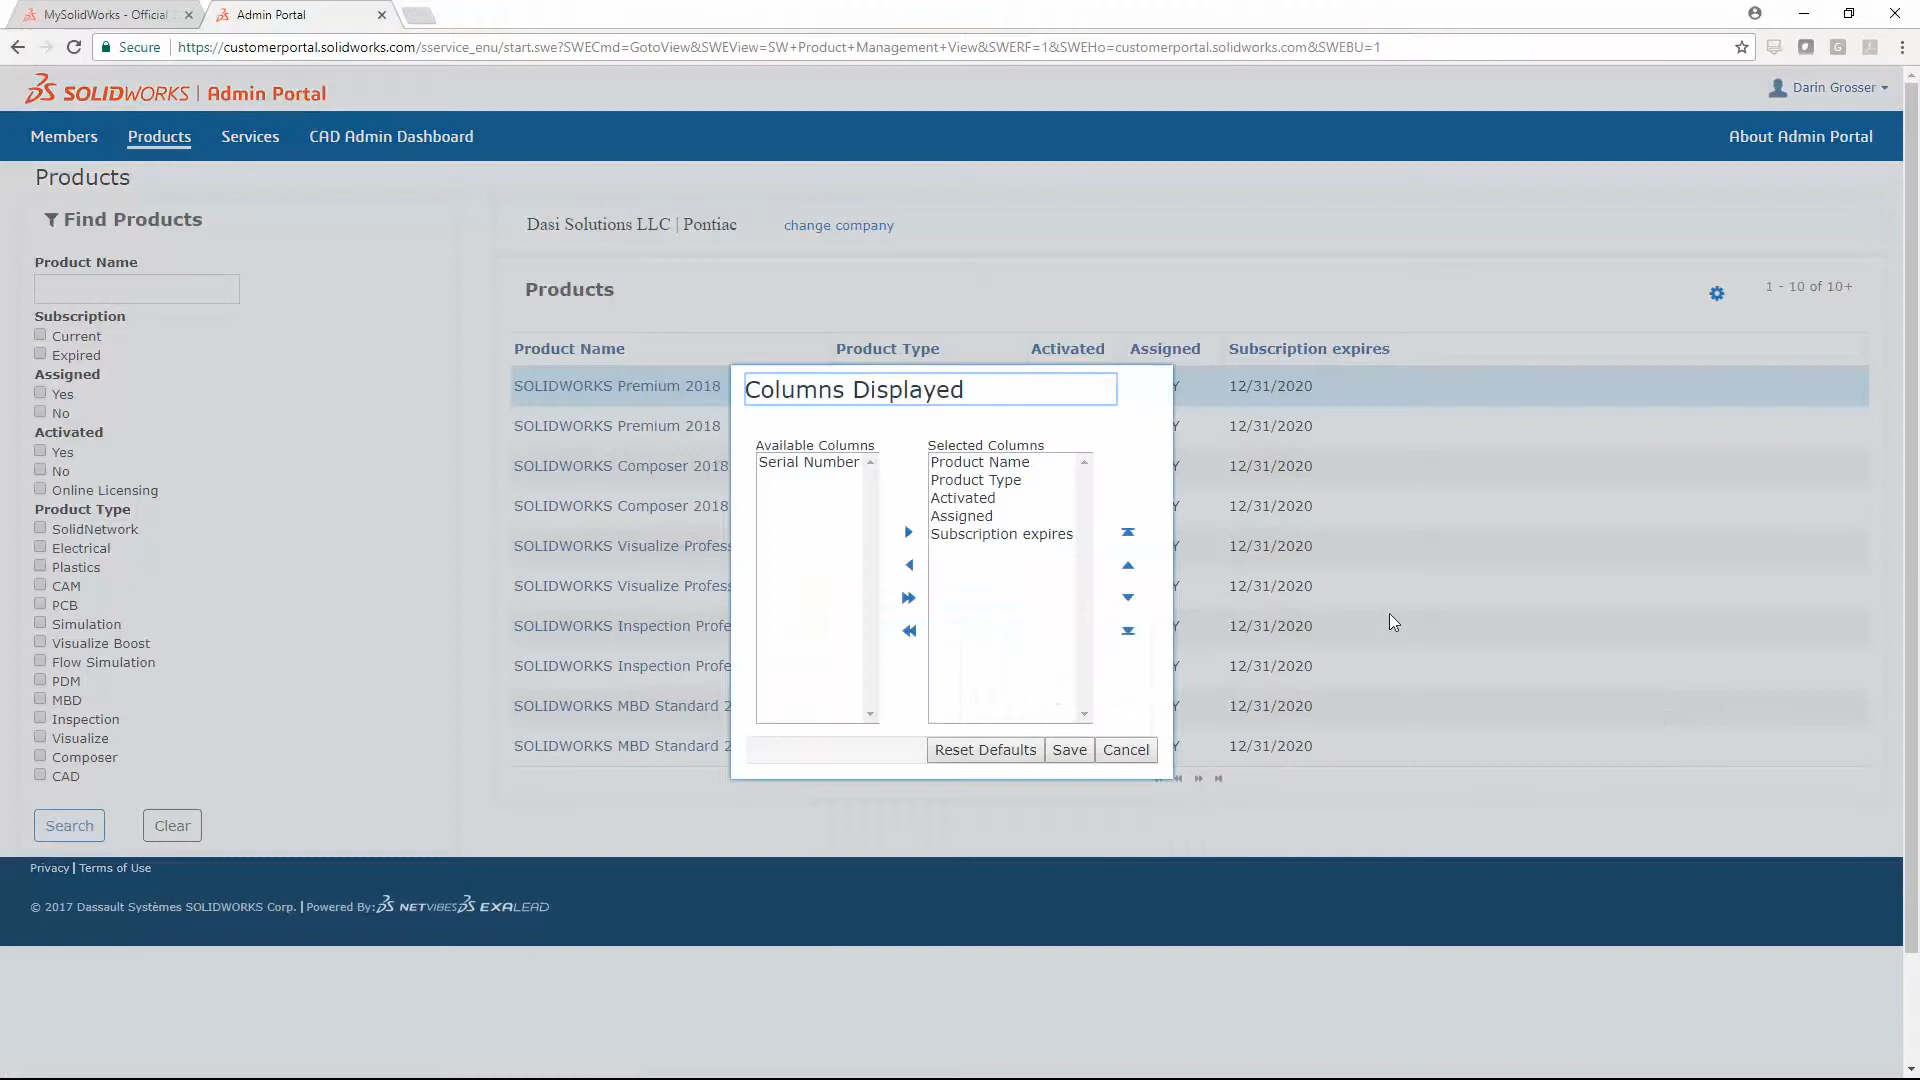 MySolidWorks - Official
Admin Portal
Secure
https://customerportal.solidworks.com/sservice_enu/start.swe?SWECmd=GotoView&SWEView=SW+Product+Management+View&SWERF=1&SWEHo=customerportal.solidworks.com&SWEBU=1
SOLIDWORKS | Admin Portal
Darin Grosser
Members Products Services CAD Admin Dashboard About Admin Portal
Products
Find Products
Product Name
Subscription
Current
Expired
Assigned
Yes
No
Activated
Yes
No
Online Licensing
Product Type
SolidNetwork
Electrical
Plastics
CAM
PCB
Simulation
Visualize Boost
Flow Simulation
PDM
MBD
Inspection
Visualize
Composer
CAD
Search Clear
Dasi Solutions LLC | Pontiac change company
Products 1 - 10 of 10+
Product Name Product Type Activated Assigned Subscription expires
SOLIDWORKS Premium 2018 Y 12/31/2020
SOLIDWORKS Premium 2018 Y 12/31/2020
SOLIDWORKS Composer 2018 Y 12/31/2020
SOLIDWORKS Composer 2018 Y 12/31/2020
SOLIDWORKS Visualize Profess Y 12/31/2020
SOLIDWORKS Visualize Profess Y 12/31/2020
SOLIDWORKS Inspection Profe Y 12/31/2020
SOLIDWORKS Inspection Profe Y 12/31/2020
SOLIDWORKS MBD Standard 2 Y 12/31/2020
SOLIDWORKS MBD Standard 2 Y 12/31/2020
Columns Displayed
Available Columns
Serial Number
Selected Columns
Product Name
Product Type
Activated
Assigned
Subscription expires
Reset Defaults Save Cancel
Privacy | Terms of Use
© 2017 Dassault Systèmes SOLIDWORKS Corp. | Powered By: NETVIBES EXALEAD